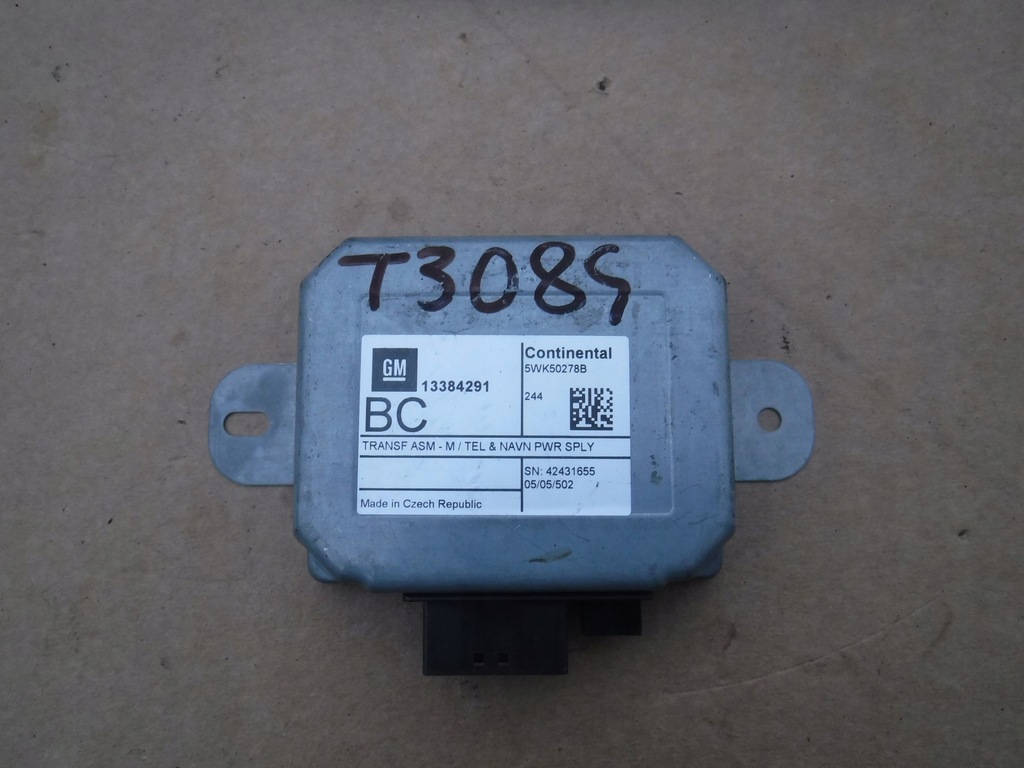 T3089
GM
13384291
BC
Continental
5WK50278B
244
TRANSF ASM - M / TEL & NAVN PWR SPLY
SN: 42431655
05/05/502
Made in Czech Republic